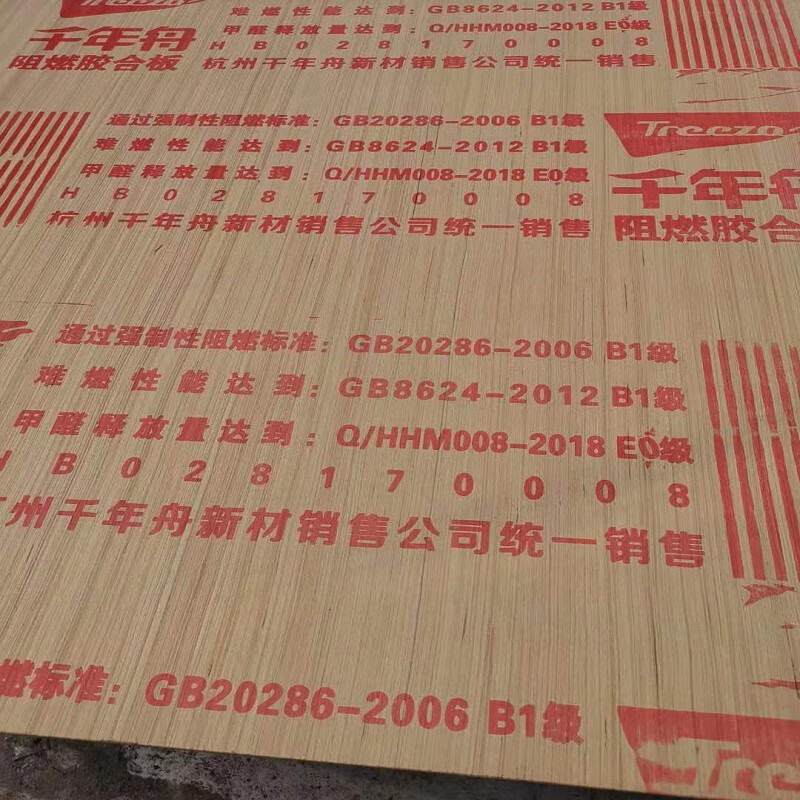 Treezo
难燃性能达到：GB8624-2012 B1级
甲醛释放量达到：Q/HHM008-2018 E0级
千年舟
HB0281700008
阻燃胶合板
杭州千年舟新材销售公司统一销售
通过强制性阻燃标准：GB20286-2006 B1级
难燃性能达到：GB8624-2012 B1级
甲醛释放量达到：Q/HHM008-2018 E0级
HB0281700008
杭州千年舟新材销售公司统一销售
Treezo
千年舟
阻燃胶合
通过强制性阻燃标准：GB20286-2006 B1级
难燃性能达到：GB8624-2012 B1级
甲醛释放量达到：Q/HHM008-2018 E0级
HB0281700008
州千年舟新材销售公司统一销售
燃标准：GB20286-2006 B1级
Treezo